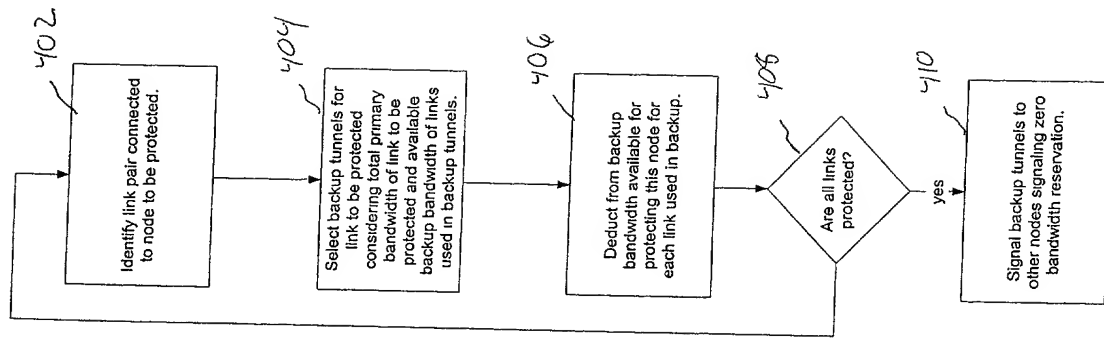 402
Identify link pair connected
to node to be protected.
404
Select backup tunnels for
link to be protected
considering total primary
bandwidth of link to be
protected and available
backup bandwidth of links
used in backup tunnels.
406
Deduct from backup
bandwidth available for
protecting this node for
each link used in backup.
408
Are all links
protected?
yes
410
Signal backup tunnels to
other nodes signaling zero
bandwidth reservation.